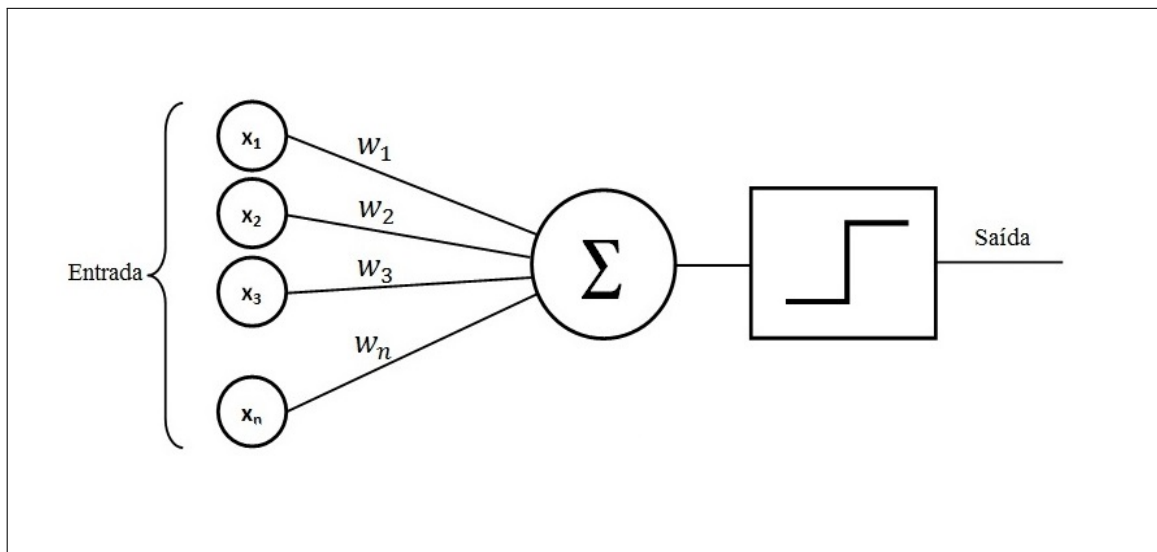 x₁
w₁
x₂
w₂
Entrada
x₃
w₃
Σ
Saída
wₙ
xₙ